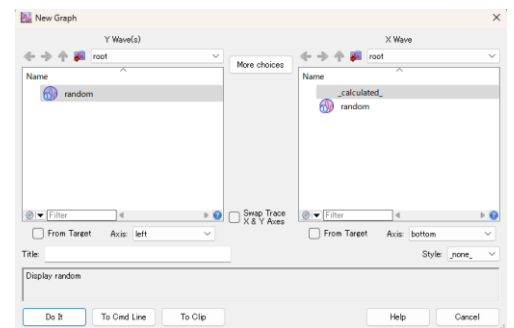 New Graph
Y Wave(s)
X Wave
root
More choices
root
Name
Name
random
_calculated_
random
Filter
Swap Trace
X & Y Axes
Filter
From Target Axis: left
From Target Axis: bottom
Title:
Style: _none_
Display random
Do It
To Cmd Line
To Clip
Help
Cancel